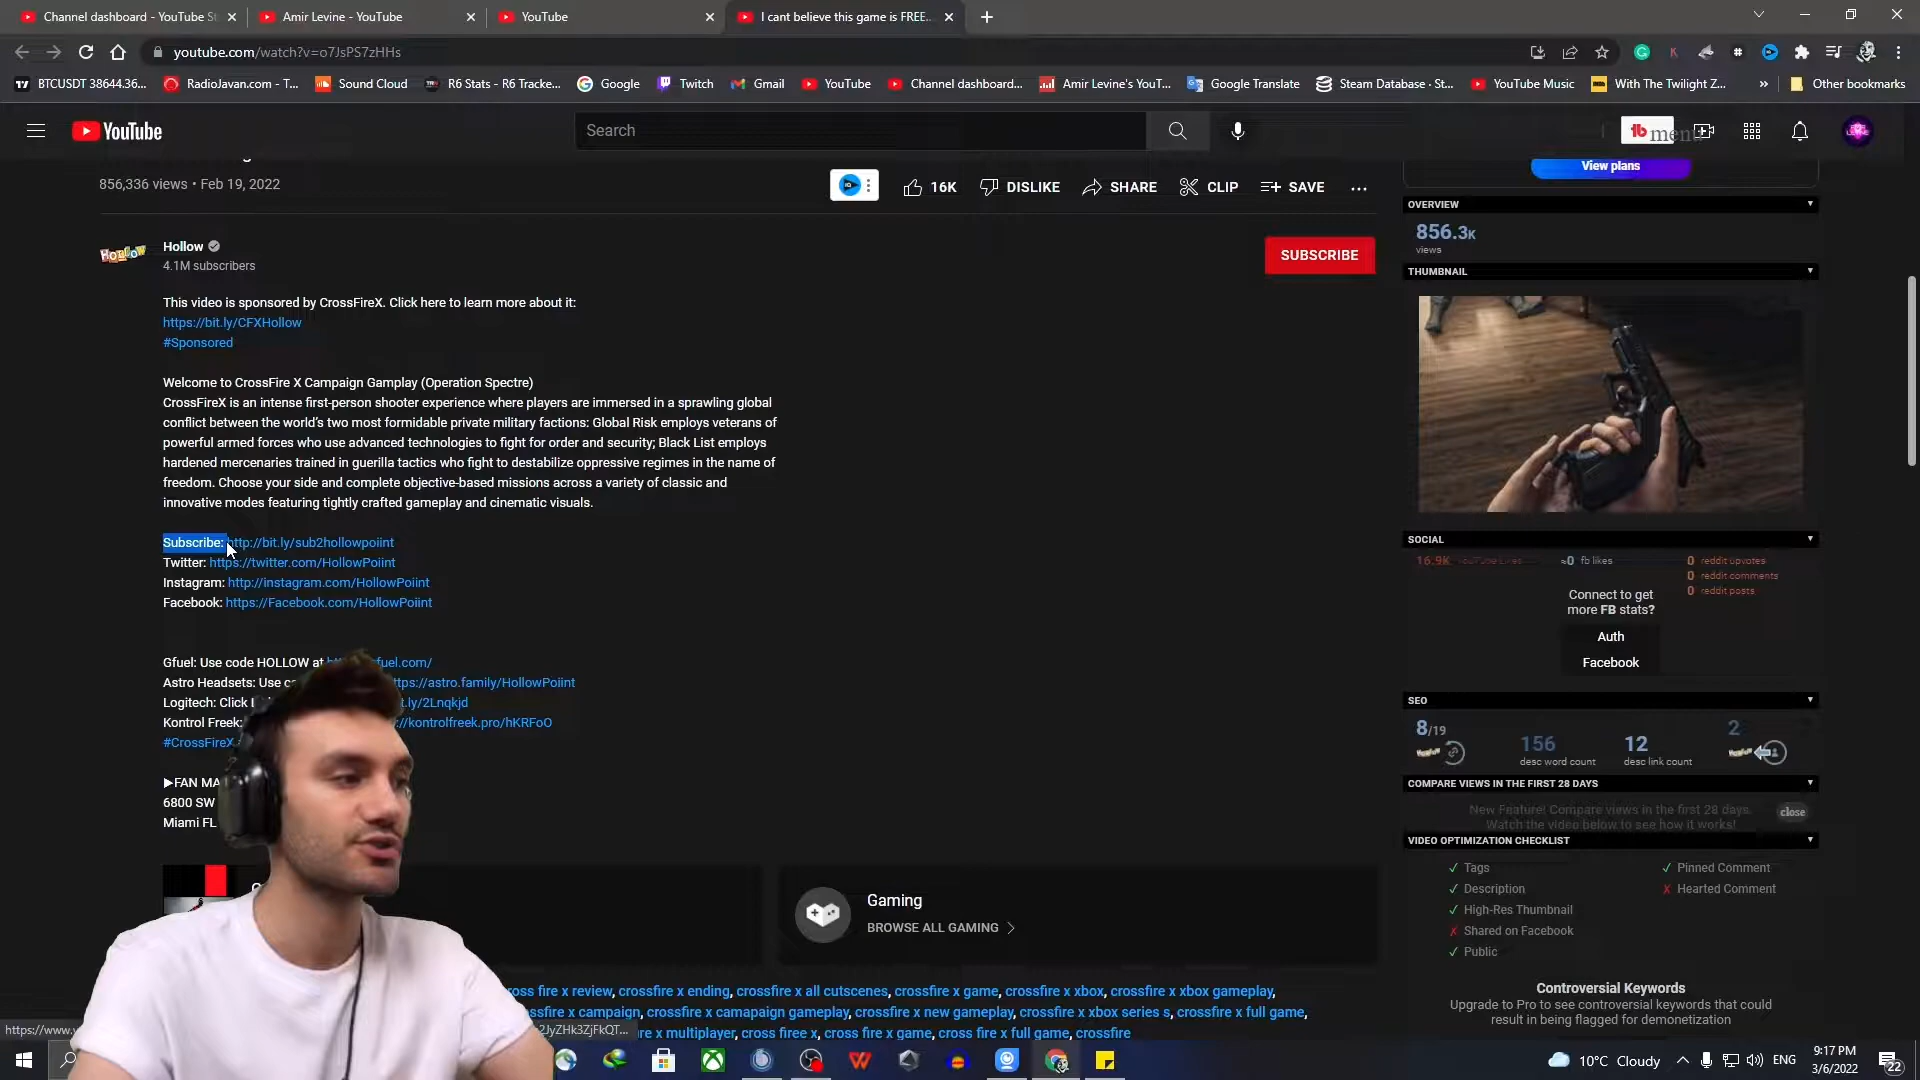 Channel dashboard - YouTube St
Amir Levine - YouTube
YouTube
I cant believe this game is FREE..
youtube.com/watch?v=o7JsPS7zHHs
BTCUSDT 38644.36...
RadioJavan.com - T...
Sound Cloud
R6 Stats - R6 Tracke...
Google
Twitch
Gmail
YouTube
Channel dashboard...
Amir Levine's YouT...
Google Translate
Steam Database · St...
YouTube Music
With The Twilight Z...
»
Other bookmarks
YouTube
Search
tb menu
856,336 views • Feb 19, 2022
16K
DISLIKE
SHARE
CLIP
SAVE
...
Hollow
4.1M subscribers
SUBSCRIBE
This video is sponsored by CrossFireX. Click here to learn more about it:
https://bit.ly/CFXHollow
#Sponsored
Welcome to CrossFire X Campaign Gamplay (Operation Spectre)
CrossFireX is an intense first-person shooter experience where players are immersed in a sprawling global
conflict between the world's two most formidable private military factions: Global Risk employs veterans of
powerful armed forces who use advanced technologies to fight for order and security; Black List employs
hardened mercenaries trained in guerilla tactics who fight to destabilize oppressive regimes in the name of
freedom. Choose your side and complete objective-based missions across a variety of classic and
innovative modes featuring tightly crafted gameplay and cinematic visuals.
Subscribe: http://bit.ly/sub2hollowpoiint
Twitter: https://twitter.com/HollowPoiint
Instagram: http://instagram.com/HollowPoiint
Facebook: https://Facebook.com/HollowPoiint
Gfuel: Use code HOLLOW at fuel.com/
Astro Headsets: Use ttps://astro.family/HollowPoiint
Logitech: Click t.ly/2Lnqkjd
Kontrol Freek: ://kontrolfreek.pro/hKRFoO
#CrossFireX
▶FAN MA
6800 SW
Miami FL
Gaming
BROWSE ALL GAMING
ross fire x review, crossfire x ending, crossfire x all cutscenes, crossfire x game, crossfire x xbox, crossfire x xbox gameplay,
ssfire x campaign, crossfire x camapaign gameplay, crossfire x new gameplay, crossfire x xbox series s, crossfire x full game,
re x multiplayer, cross firee x, cross fire x game, cross fire x full game, crossfire
https://www.y
2JyZHk3ZjFkQT...
View plans
OVERVIEW
856.3K
views
THUMBNAIL
SOCIAL
16.9K YouTube Likes
≈0 fb likes
0 reddit upvotes
0 reddit comments
0 reddit posts
Connect to get
more FB stats?
Auth
Facebook
SEO
8/19
156
desc word count
12
desc link count
2
COMPARE VIEWS IN THE FIRST 28 DAYS
New Feature! Compare views in the first 28 days.
Watch the video below to see how it works!
close
VIDEO OPTIMIZATION CHECKLIST
✓ Tags
✓ Pinned Comment
✓ Description
✗ Hearted Comment
✓ High-Res Thumbnail
✗ Shared on Facebook
✓ Public
Controversial Keywords
Upgrade to Pro to see controversial keywords that could
result in being flagged for demonetization
10°C Cloudy
ENG
9:17 PM
3/6/2022
22